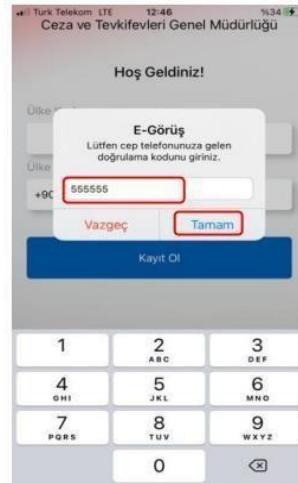 Turk Telekom LTE 12:46 %34
Ceza ve Tevkifevleri Genel Müdürlüğü
Hoş Geldiniz!
Ülke
E-Görüş
Lütfen cep telefonunuza gelen
doğrulama kodunu giriniz.
Ülke
+90
555555
Vazgeç Tamam
Kayıt Ol
1 2 3
ABC DEF
4 5 6
GHI JKL MNO
7 8 9
PQRS TUV WXYZ
0